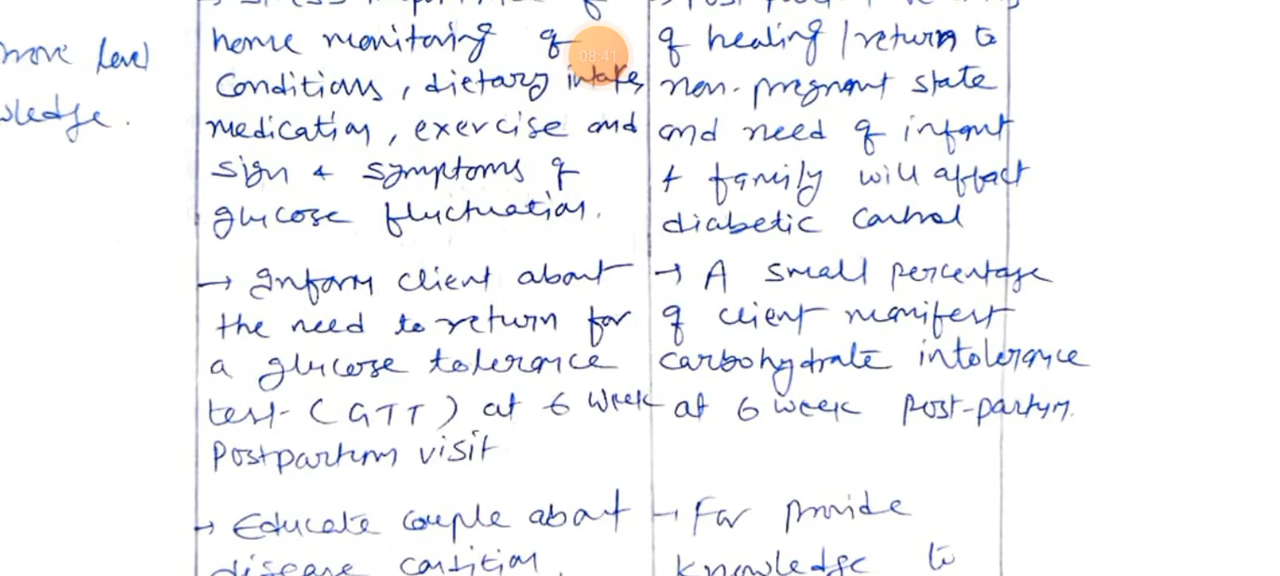 home monitoring of
Conditions, dietary intake,
medication, exercise and
sign + symptoms of
glucose fluctuation.
→ Inform client about
the need to return for
a glucose tolerance
test (GTT) at 6 week
Postpartum visit
→ Educate couple about
disease condition.
of healing / return to
non-pregnant state
and need of infant
+ family will affect
diabetic control
→ A small percentage
of client manifest
carbohydrate intolerance
at 6 week post-partum.
→ For provide
knowledge to
08:41